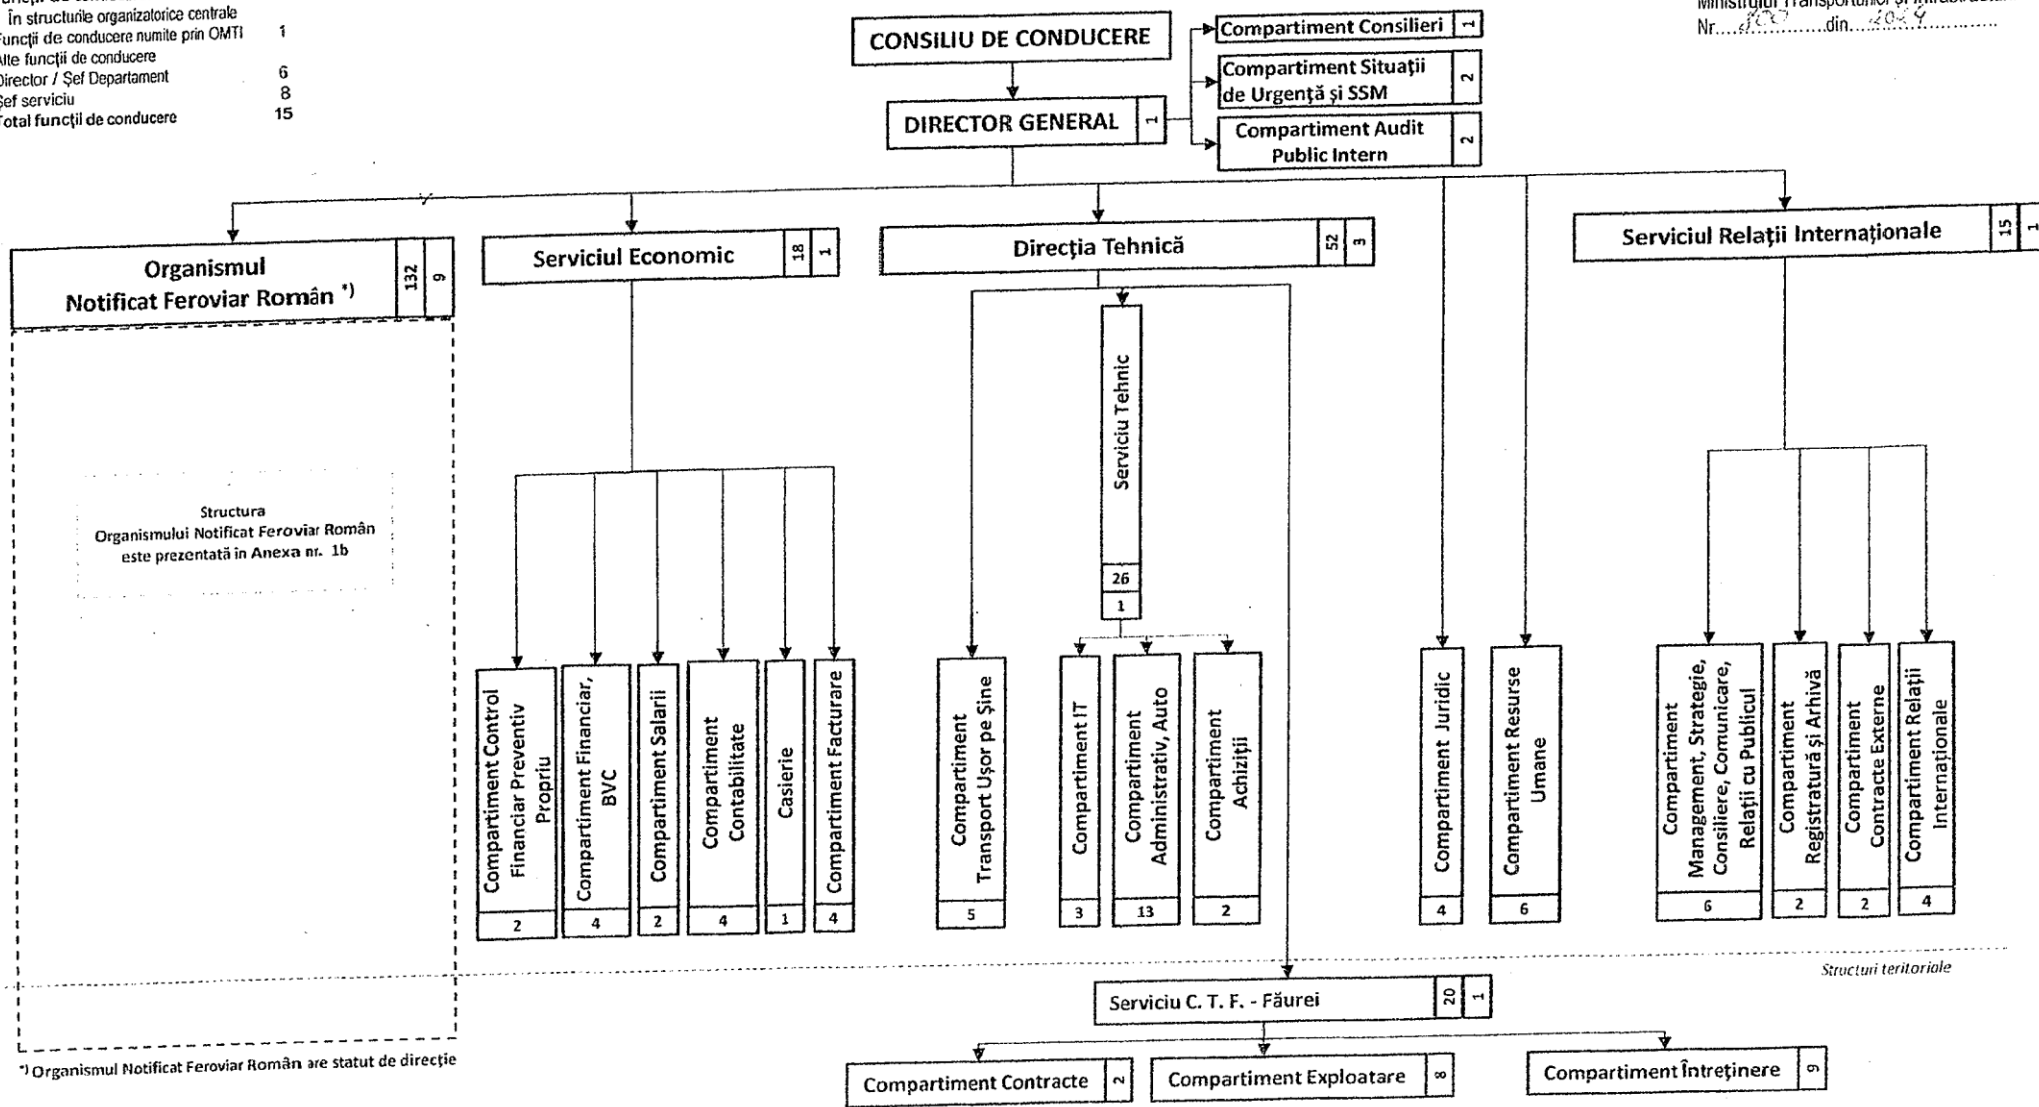 În structurile organizatorice centrale
Funcții de conducere numite prin OMTI 1
Alte funcții de conducere
Director / Șef Departament 6
Șef serviciu 8
Total funcții de conducere 15
Nr. 800 din 2024
CONSILIU DE CONDUCERE
DIRECTOR GENERAL 1
Compartiment Consilieri 1
Compartiment Situații
de Urgență și SSM 2
Compartiment Audit
Public Intern 2
Organismul
Notificat Feroviar Român *) 132 9
Serviciul Economic 18 1
Direcția Tehnică 52 3
Serviciul Relații Internaționale 15 1
Structura
Organismului Notificat Feroviar Român
este prezentată în Anexa nr. 1b
Serviciu Tehnic
26
1
Compartiment Control
Financiar Preventiv
Propriu
2
Compartiment Financiar,
BVC
4
Compartiment Salarii
2
Compartiment
Contabilitate
4
Casierie
1
Compartiment Facturare
4
Compartiment
Transport Ușor pe Șine
5
Compartiment IT
3
Compartiment
Administrativ, Auto
13
Compartiment
Achiziții
2
Compartiment Juridic
4
Compartiment Resurse
Umane
6
Compartiment
Management, Strategie,
Consiliere, Comunicare,
Relații cu Publicul
6
Compartiment
Registratură și Arhivă
2
Compartiment
Contracte Externe
2
Compartiment Relații
Internaționale
4
Structuri teritoriale
Serviciu C. T. F. - Făurei 20 1
Compartiment Contracte 2
Compartiment Exploatare 8
Compartiment Întreținere 9
*) Organismul Notificat Feroviar Român are statut de direcție